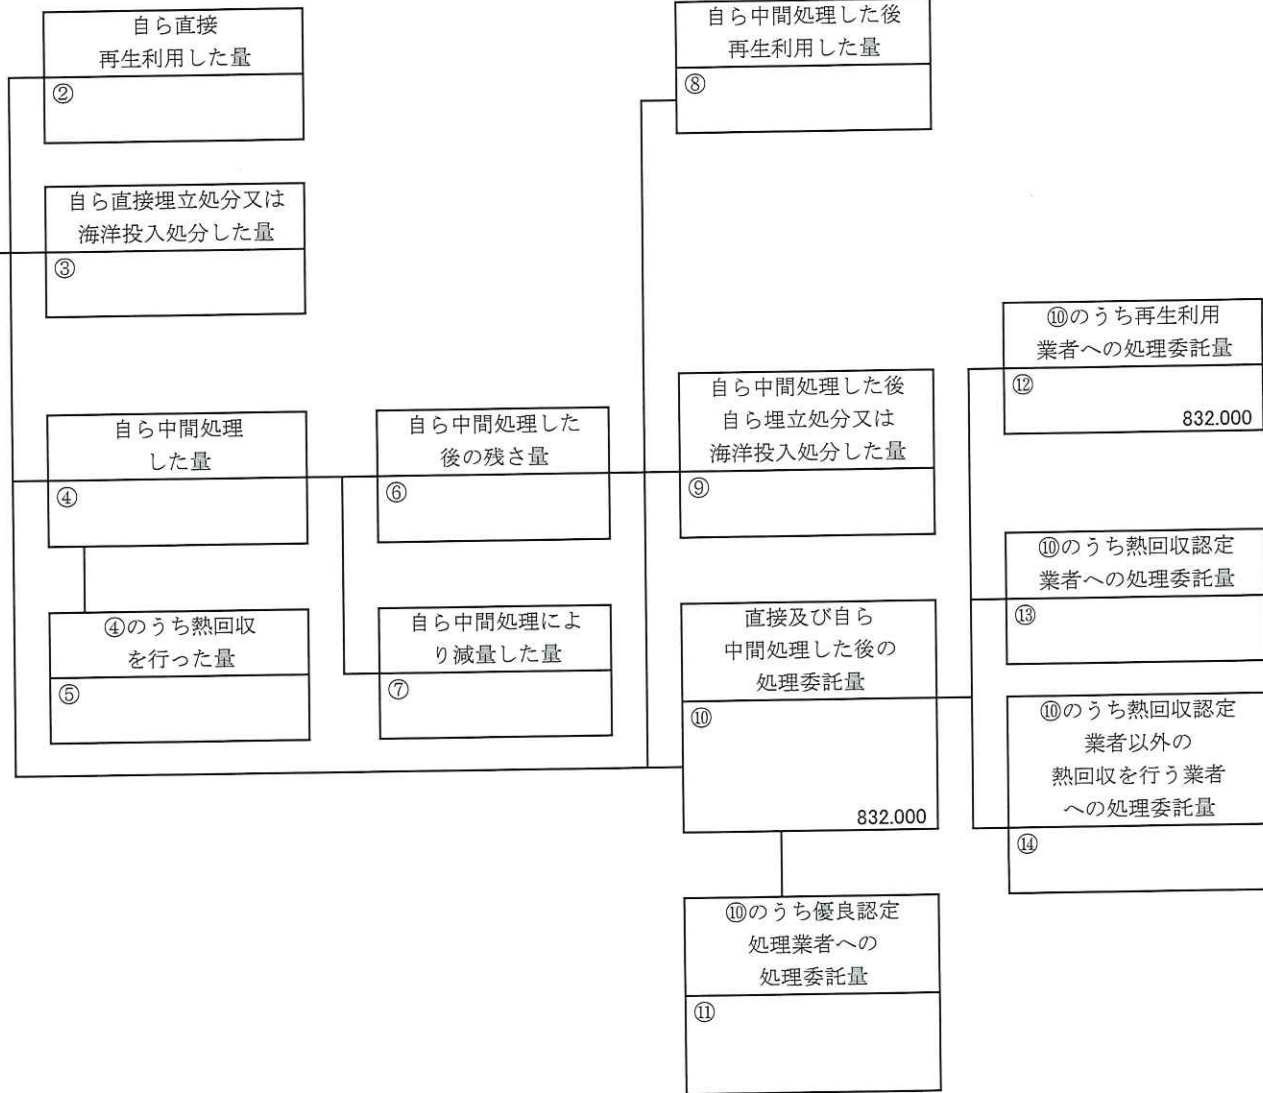 自ら直接
再生利用した量
②
自ら直接埋立処分又は
海洋投入処分した量
③
自ら中間処理
した量
④
④のうち熱回収
を行った量
⑤
自ら中間処理した
後の残さ量
⑥
自ら中間処理によ
り減量した量
⑦
自ら中間処理した後
再生利用した量
⑧
自ら中間処理した後
自ら埋立処分又は
海洋投入処分した量
⑨
直接及び自ら
中間処理した後の
処理委託量
⑩
832.000
⑩のうち優良認定
処理業者への
処理委託量
⑪
⑩のうち再生利用
業者への処理委託量
⑫
832.000
⑩のうち熱回収認定
業者への処理委託量
⑬
⑩のうち熱回収認定
業者以外の
熱回収を行う業者
への処理委託量
⑭